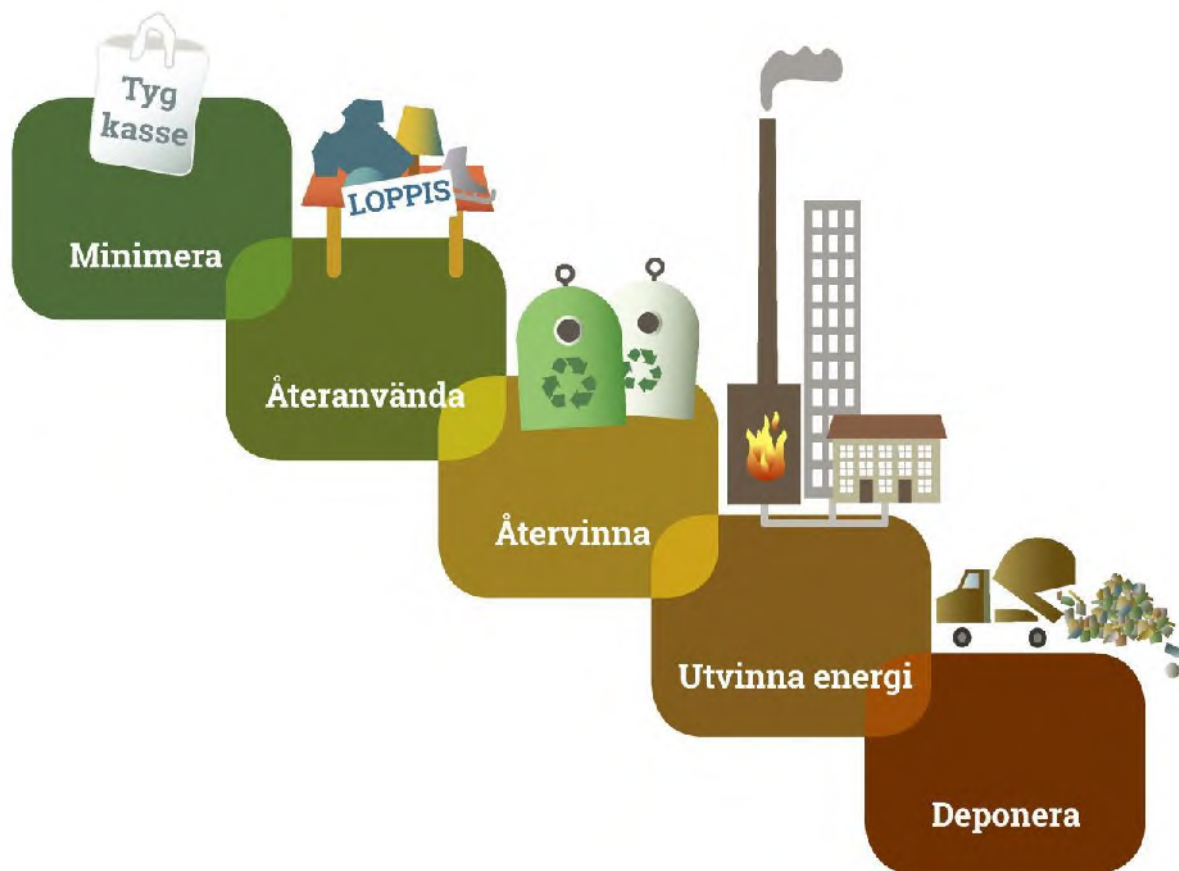 Tyg
kasse
Minimera
LOPPIS
Återanvända
Återvinna
Utvinna energi
Deponera